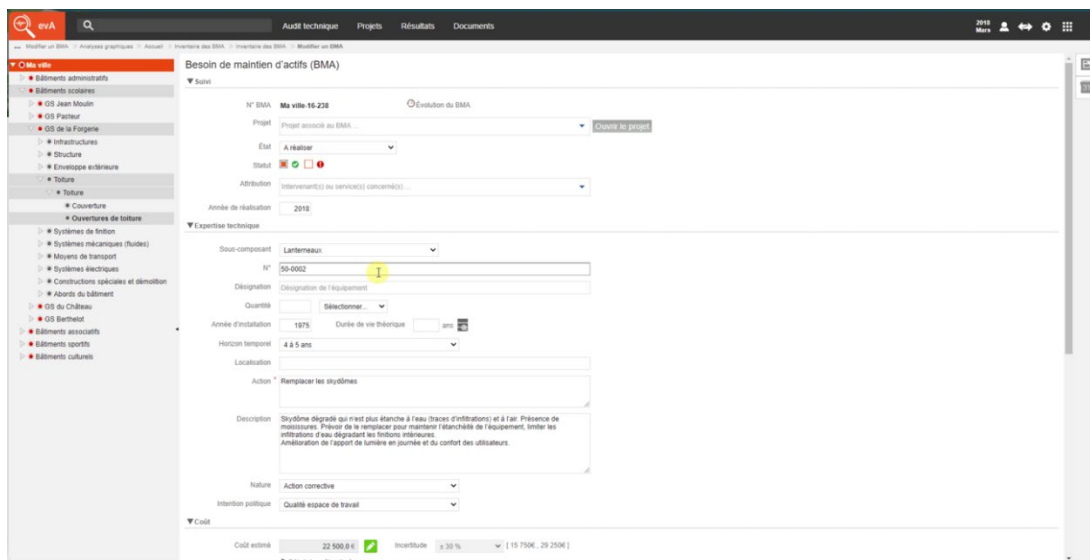 evA
Audit technique Projets Résultats Documents
2018
Mars
... Modifier un BMA > Analyses graphiques > Accueil > Inventaire des BMA > Inventaire des BMA > Modifier un BMA
Ma ville
Bâtiments administratifs
Bâtiments scolaires
GS Jean Moulin
GS Pasteur
GS de la Forgerie
Infrastructures
Structure
Enveloppe extérieure
Toiture
Toiture
Couverture
Ouvertures de toiture
Systèmes de finition
Systèmes mécaniques (fluides)
Moyens de transport
Systèmes électriques
Constructions spéciales et démolition
Abords du bâtiment
GS du Château
GS Berthelot
Bâtiments associatifs
Bâtiments sportifs
Bâtiments culturels
Besoin de maintien d'actifs (BMA)
Suivi
N° BMA Ma ville-16-238 Évolution du BMA
Projet Projet associé au BMA ... Ouvrir le projet
État A réaliser
Statut
Attribution Intervenant(s) ou service(s) concerné(s) ...
Année de réalisation 2018
Expertise technique
Sous-composant Lanterneaux
N° 50-0002
Désignation Désignation de l'équipement
Quantité Sélectionner...
Année d'installation 1975 Durée de vie théorique ans
Horizon temporel 4 à 5 ans
Localisation
Action * Remplacer les skydômes
Description Skydôme dégradé qui n'est plus étanche à l'eau (traces d'infiltrations) et à l'air. Présence de
moisissures. Prévoir de le remplacer pour maintenir l'étanchéité de l'équipement, limiter les
infiltrations d'eau dégradant les finitions intérieures.
Amélioration de l'apport de lumière en journée et du confort des utilisateurs.
Nature Action corrective
Intention politique Qualité espace de travail
Coût
Coût estimé 22 500,0 € Incertitude ± 30 % [ 15 750€ , 29 250€ ]